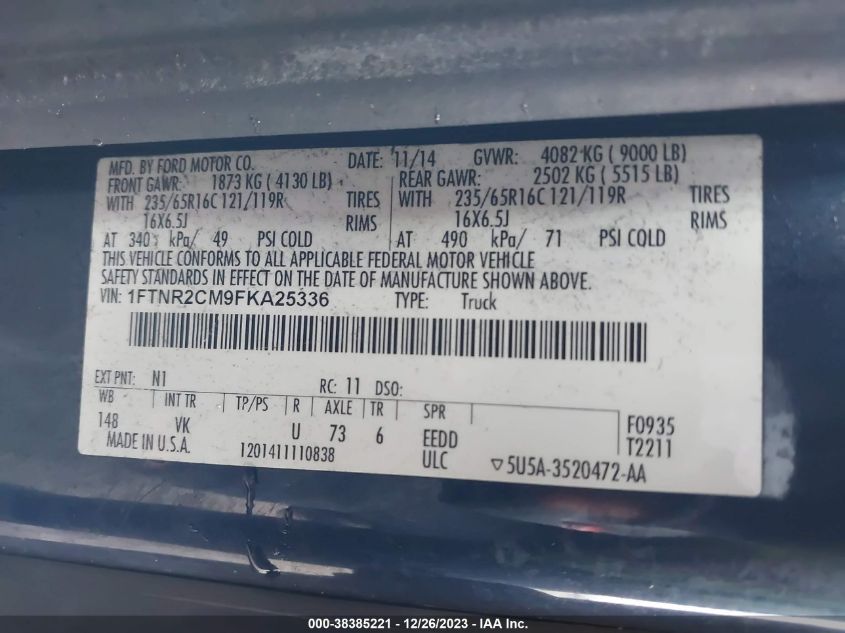 MFD. BY FORD MOTOR CO. DATE: 11/14 GVWR: 4082 KG ( 9000 LB)
FRONT GAWR: 1873 KG ( 4130 LB) REAR GAWR: 2502 KG ( 5515 LB)
WITH 235/65R16C 121/119R TIRES WITH 235/65R16C 121/119R TIRES
16X6.5J RIMS 16X6.5J RIMS
AT 340 kPa/ 49 PSI COLD AT 490 kPa/ 71 PSI COLD
THIS VEHICLE CONFORMS TO ALL APPLICABLE FEDERAL MOTOR VEHICLE
SAFETY STANDARDS IN EFFECT ON THE DATE OF MANUFACTURE SHOWN ABOVE.
VIN: 1FTNR2CM9FKA25336 TYPE: Truck
EXT PNT: N1 RC: 11 DSO:
WB INT TR TP/PS R AXLE TR SPR
148 VK U 73 6 EEDD F0935
MADE IN U.S.A. 1201411110838 ULC T2211
▽5U5A-3520472-AA
000-38385221 - 12/26/2023 - IAA Inc.